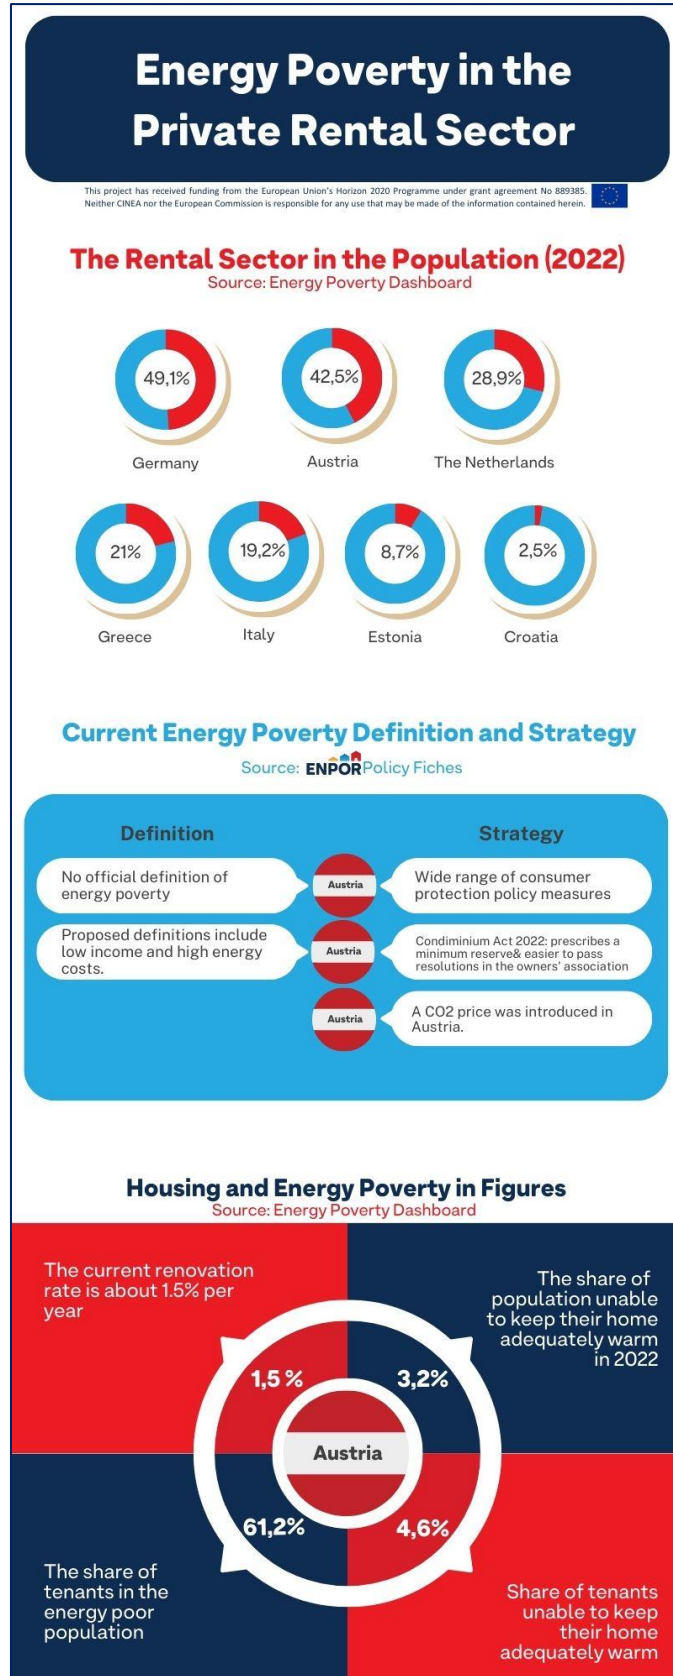 Energy Poverty in the
Private Rental Sector
This project has received funding from the European Union's Horizon 2020 Programme under grant agreement No 889385.
Neither CINEA nor the European Commission is responsible for any use that may be made of the information contained herein.
The Rental Sector in the Population (2022)
Source: Energy Poverty Dashboard
49,1%
42,5%
28,9%
Germany
Austria
The Netherlands
21%
19,2%
8,7%
2,5%
Greece
Italy
Estonia
Croatia
Current Energy Poverty Definition and Strategy
Source: ENPOR Policy Fiches
Definition
Strategy
No official definition of
energy poverty
Austria
Wide range of consumer
protection policy measures
Proposed definitions include
low income and high energy
costs.
Austria
Condiminium Act 2022: prescribes a
minimum reserve& easier to pass
resolutions in the owners' association
Austria
A CO2 price was introduced in
Austria.
Housing and Energy Poverty in Figures
Source: Energy Poverty Dashboard
The current renovation
rate is about 1.5% per
year
The share of
population unable
to keep their home
adequately warm
in 2022
1,5 %
3,2%
Austria
61,2%
4,6%
The share of
tenants in the
energy poor
population
Share of tenants
unable to keep
their home
adequately warm